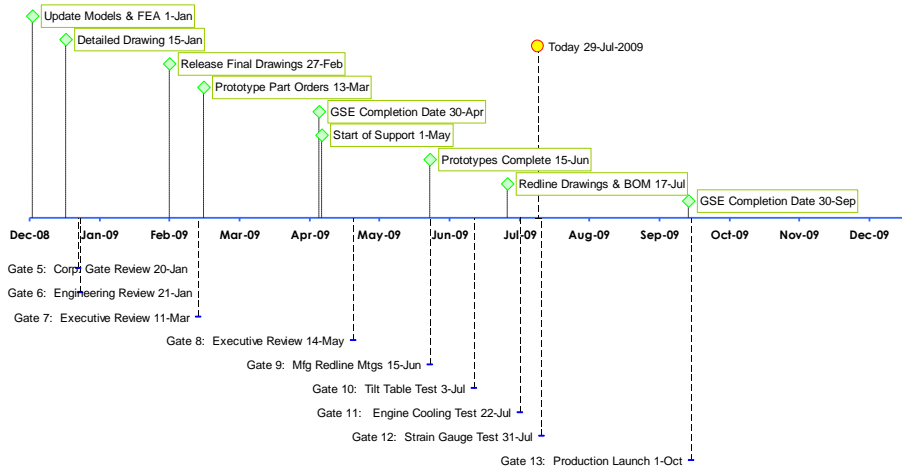 Update Models & FEA 1-Jan
Detailed Drawing 15-Jan
Today 29-Jul-2009
Release Final Drawings 27-Feb
Prototype Part Orders 13-Mar
GSE Completion Date 30-Apr
Start of Support 1-May
Prototypes Complete 15-Jun
Redline Drawings & BOM 17-Jul
GSE Completion Date 30-Sep
Dec-08 Jan-09 Feb-09 Mar-09 Apr-09 May-09 Jun-09 Jul-09 Aug-09 Sep-09 Oct-09 Nov-09 Dec-09
Gate 5: Corp Gate Review 20-Jan
Gate 6: Engineering Review 21-Jan
Gate 7: Executive Review 11-Mar
Gate 8: Executive Review 14-May
Gate 9: Mfg Redline Mtgs 15-Jun
Gate 10: Tilt Table Test 3-Jul
Gate 11: Engine Cooling Test 22-Jul
Gate 12: Strain Gauge Test 31-Jul
Gate 13: Production Launch 1-Oct